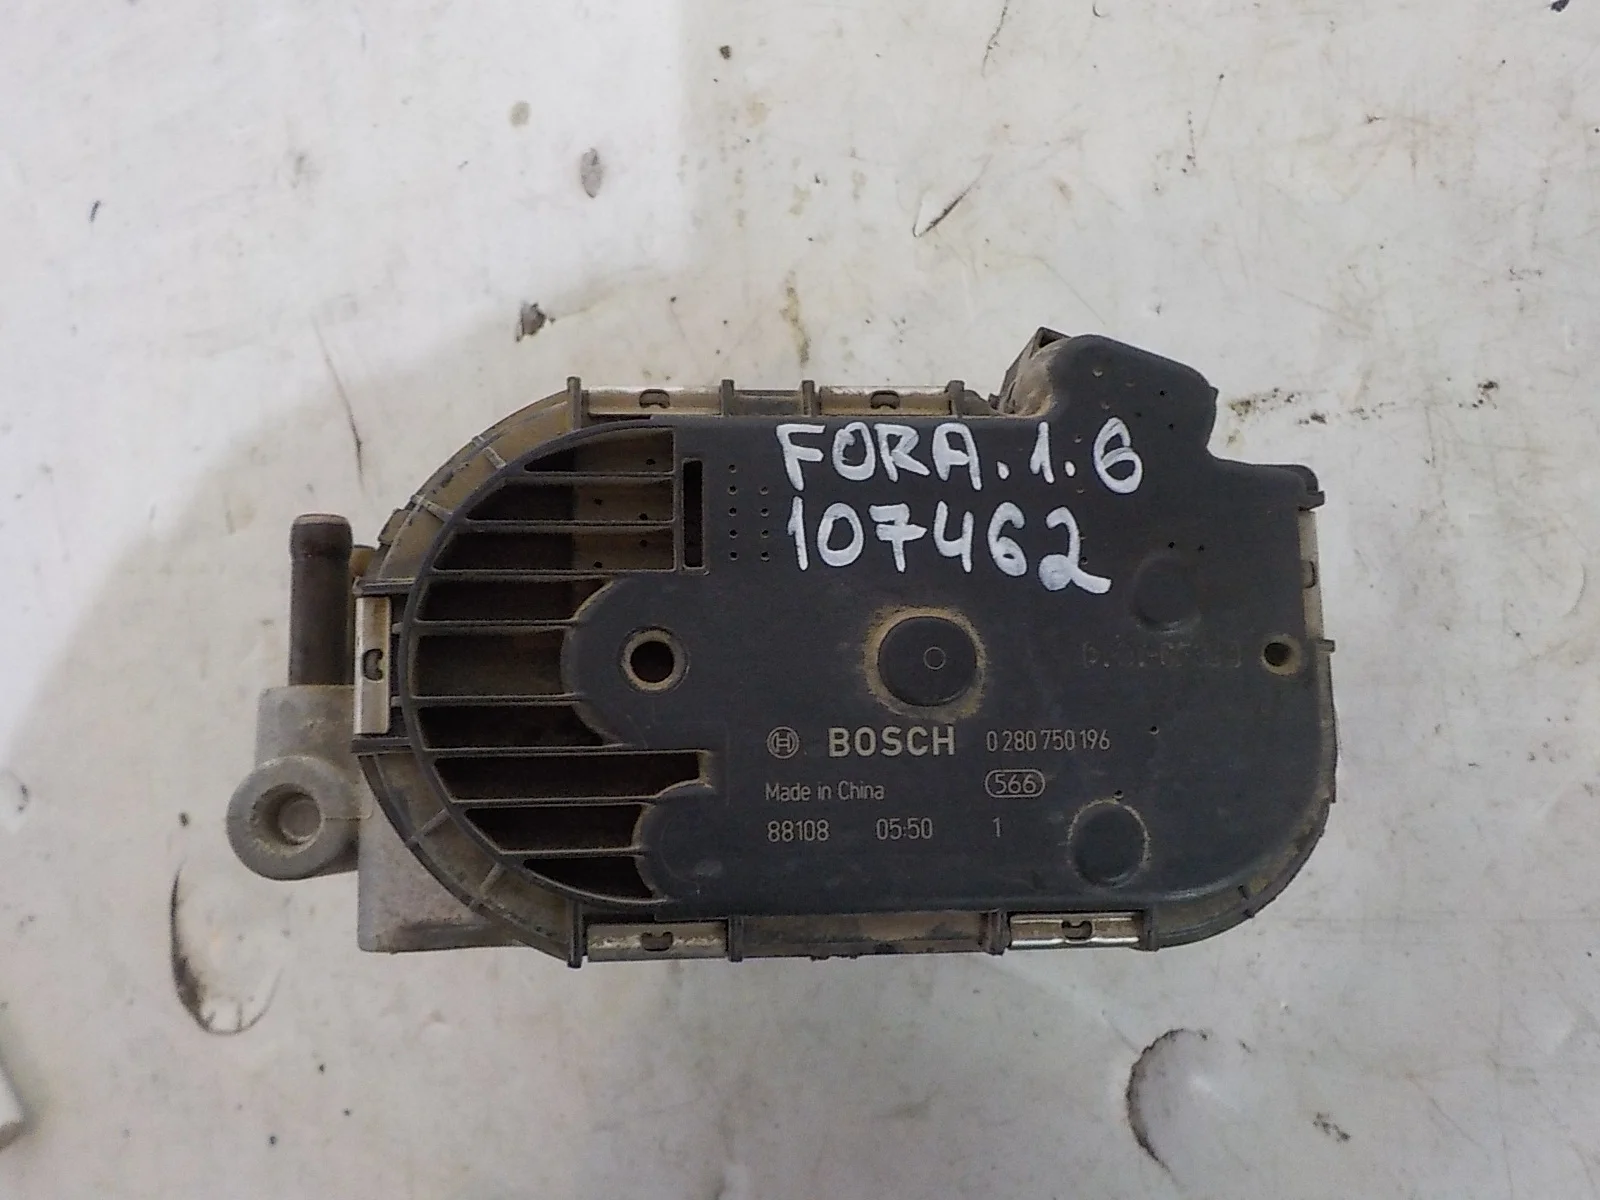 FORA.1.6
107462
BOSCH 0 280 750 196
Made in China 566
88108 05:50 1